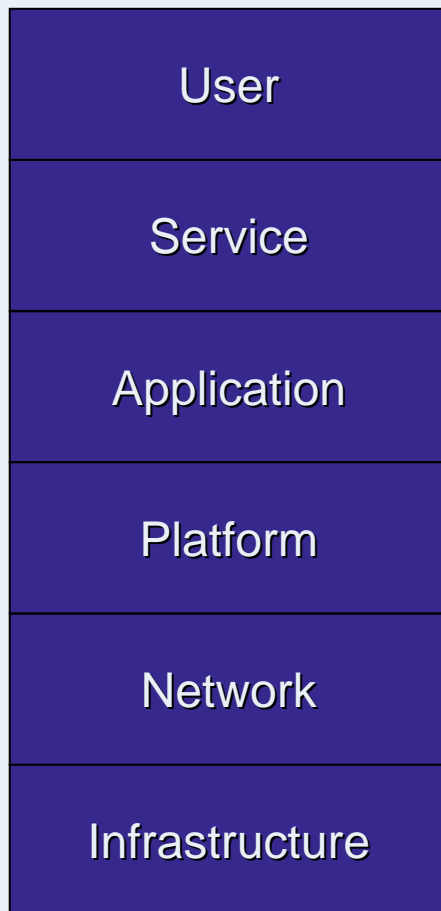 User
Service
Application
Platform
Network
Infrastructure